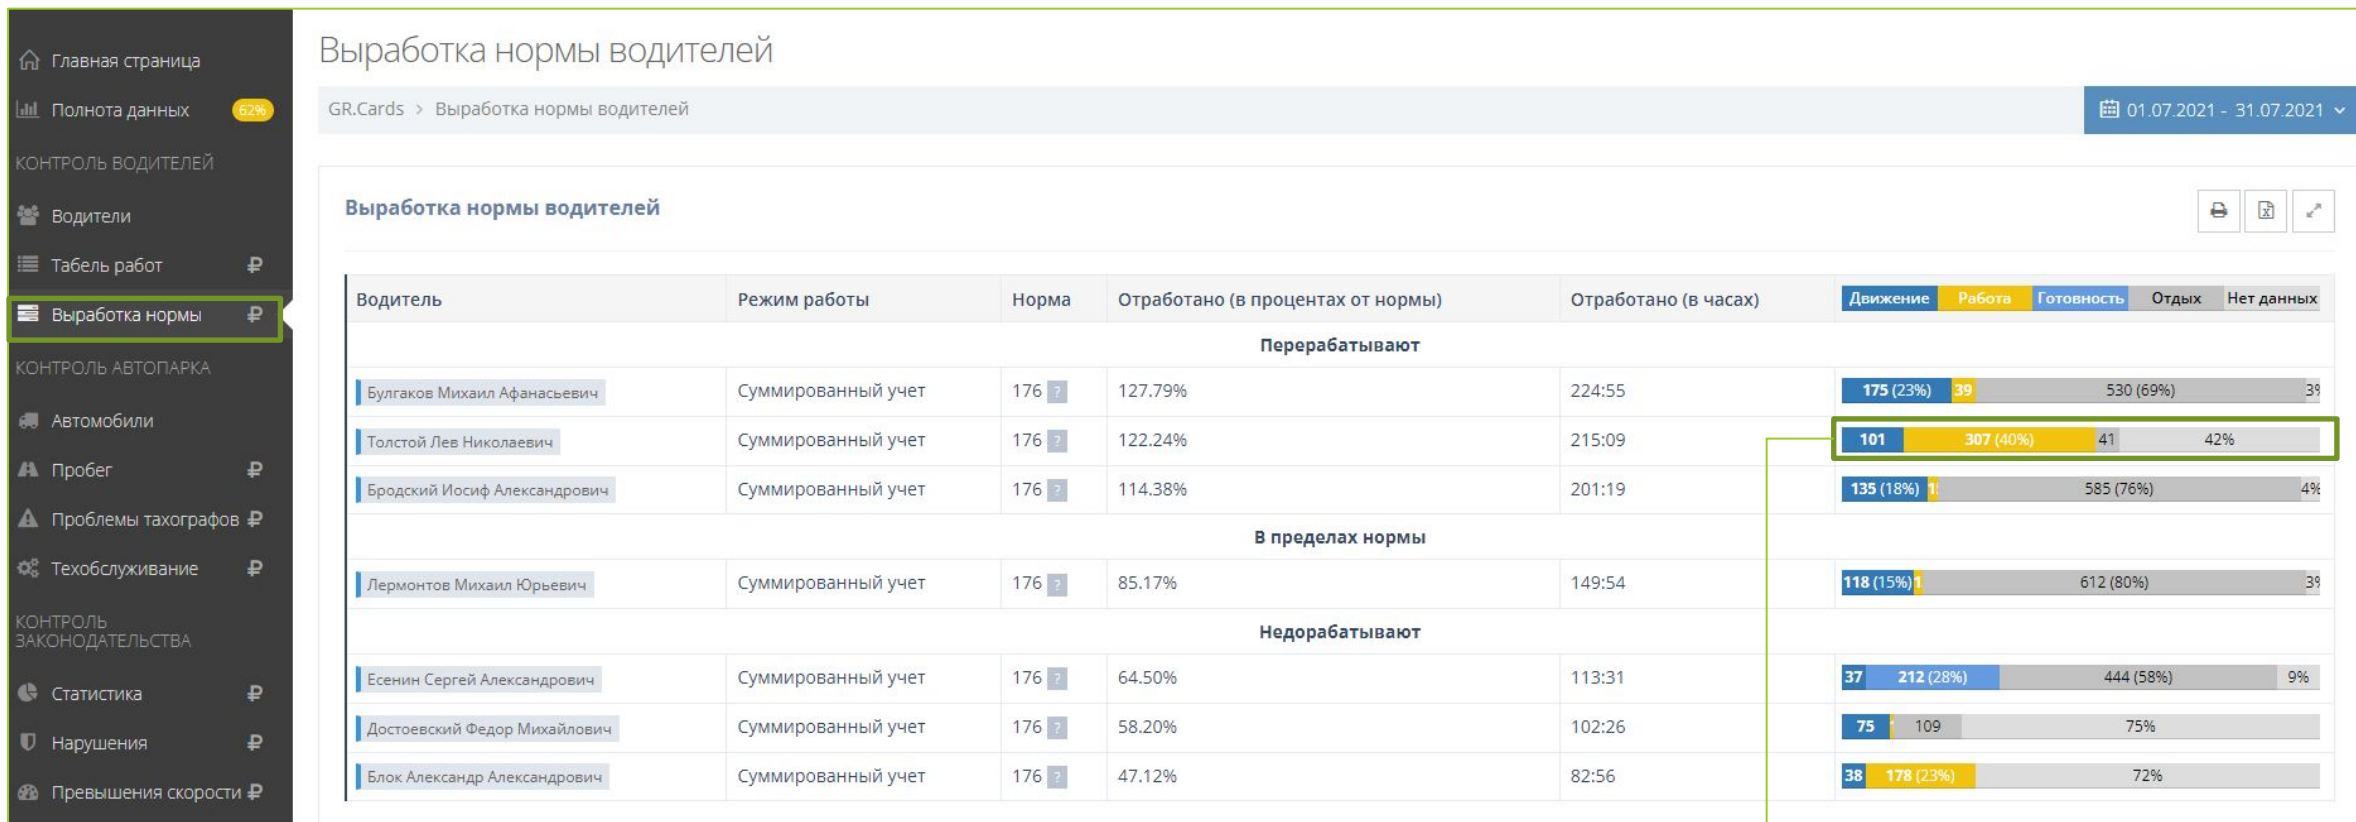 Главная страница
Полнота данных 62%
КОНТРОЛЬ ВОДИТЕЛЕЙ
Водители
Табель работ ₽
Выработка нормы ₽
КОНТРОЛЬ АВТОПАРКА
Автомобили
Пробег ₽
Проблемы тахографов ₽
Техобслуживание ₽
КОНТРОЛЬ
ЗАКОНОДАТЕЛЬСТВА
Статистика ₽
Нарушения ₽
Превышения скорости ₽
Выработка нормы водителей
GR.Cards > Выработка нормы водителей
01.07.2021 - 31.07.2021
Выработка нормы водителей
Водитель Режим работы Норма Отработано (в процентах от нормы) Отработано (в часах) Движение Работа Готовность Отдых Нет данных
Перерабатывают
Булгаков Михаил Афанасьевич Суммированный учет 176 ? 127.79% 224:55 175 (23%) 39 530 (69%) 3%
Толстой Лев Николаевич Суммированный учет 176 ? 122.24% 215:09 101 307 (40%) 41 42%
Бродский Иосиф Александрович Суммированный учет 176 ? 114.38% 201:19 135 (18%) 585 (76%) 4%
В пределах нормы
Лермонтов Михаил Юрьевич Суммированный учет 176 ? 85.17% 149:54 118 (15%) 1 612 (80%) 3%
Недорабатывают
Есенин Сергей Александрович Суммированный учет 176 ? 64.50% 113:31 37 212 (28%) 444 (58%) 9%
Достоевский Федор Михайлович Суммированный учет 176 ? 58.20% 102:26 75 109 75%
Блок Александр Александрович Суммированный учет 176 ? 47.12% 82:56 38 178 (23%) 72%